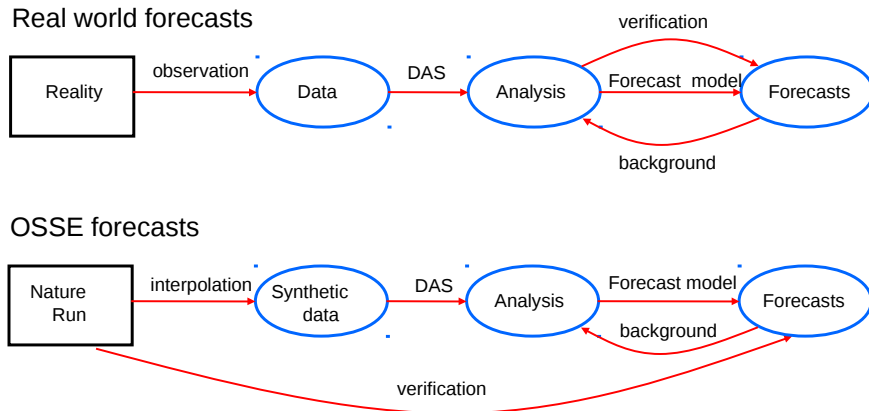 Real world forecasts
verification
observation
DAS
Reality
Data
Analysis
Forecast model
Forecasts
background
OSSE forecasts
interpolation
DAS
Forecast model
Nature
Run
Synthetic
data
Analysis
Forecasts
background
verification